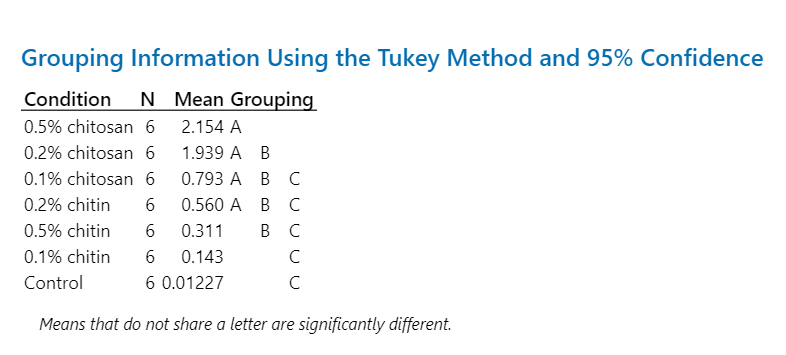 Grouping Information Using the Tukey Method and 95% Confidence
Condition N Mean Grouping
0.5% chitosan 6 2.154 A
0.2% chitosan 6 1.939 A B
0.1% chitosan 6 0.793 A B C
0.2% chitin 6 0.560 A B C
0.5% chitin 6 0.311 B C
0.1% chitin 6 0.143 C
Control 6 0.01227 C
Means that do not share a letter are significantly different.